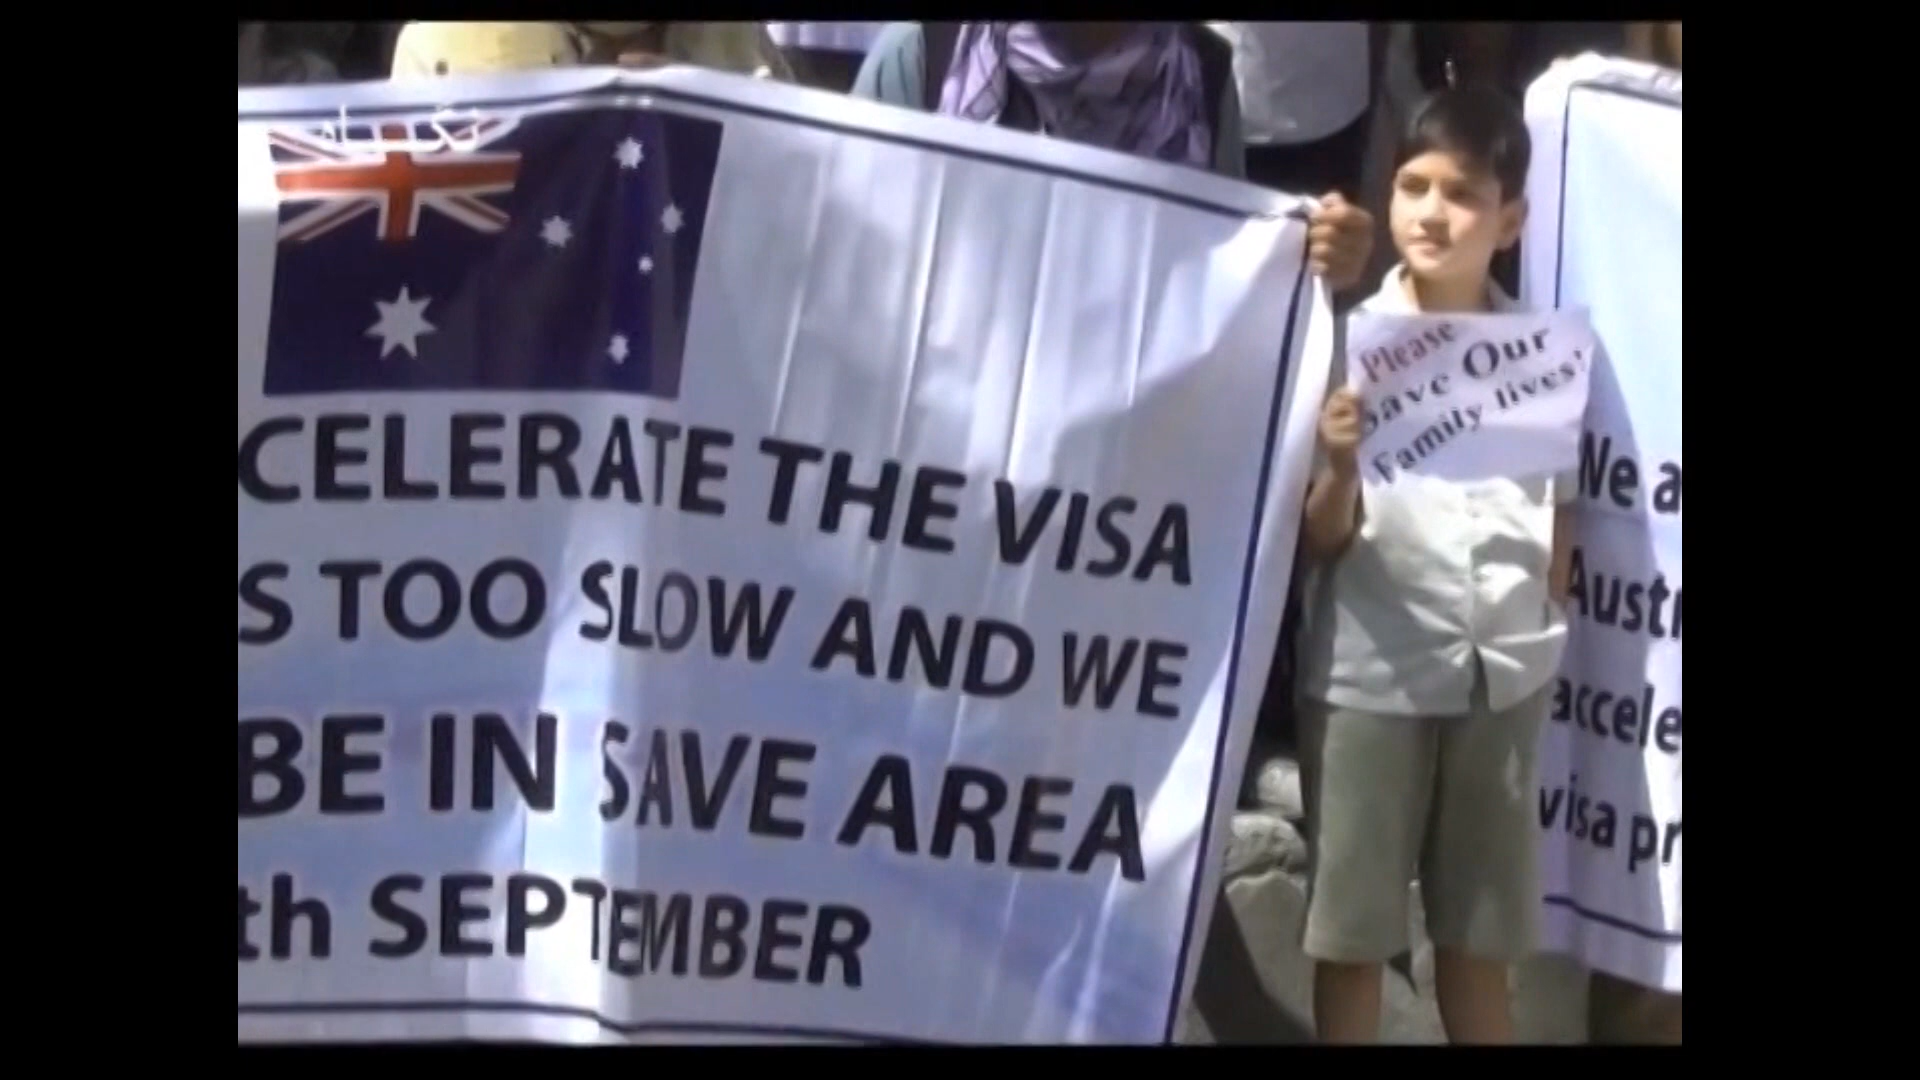 CELERATE THE VISA
S TOO SLOW AND WE
BE IN SAVE AREA
th SEPTEMBER
Please
Save Our
Family lives!
We a
Austr
accele
visa pr